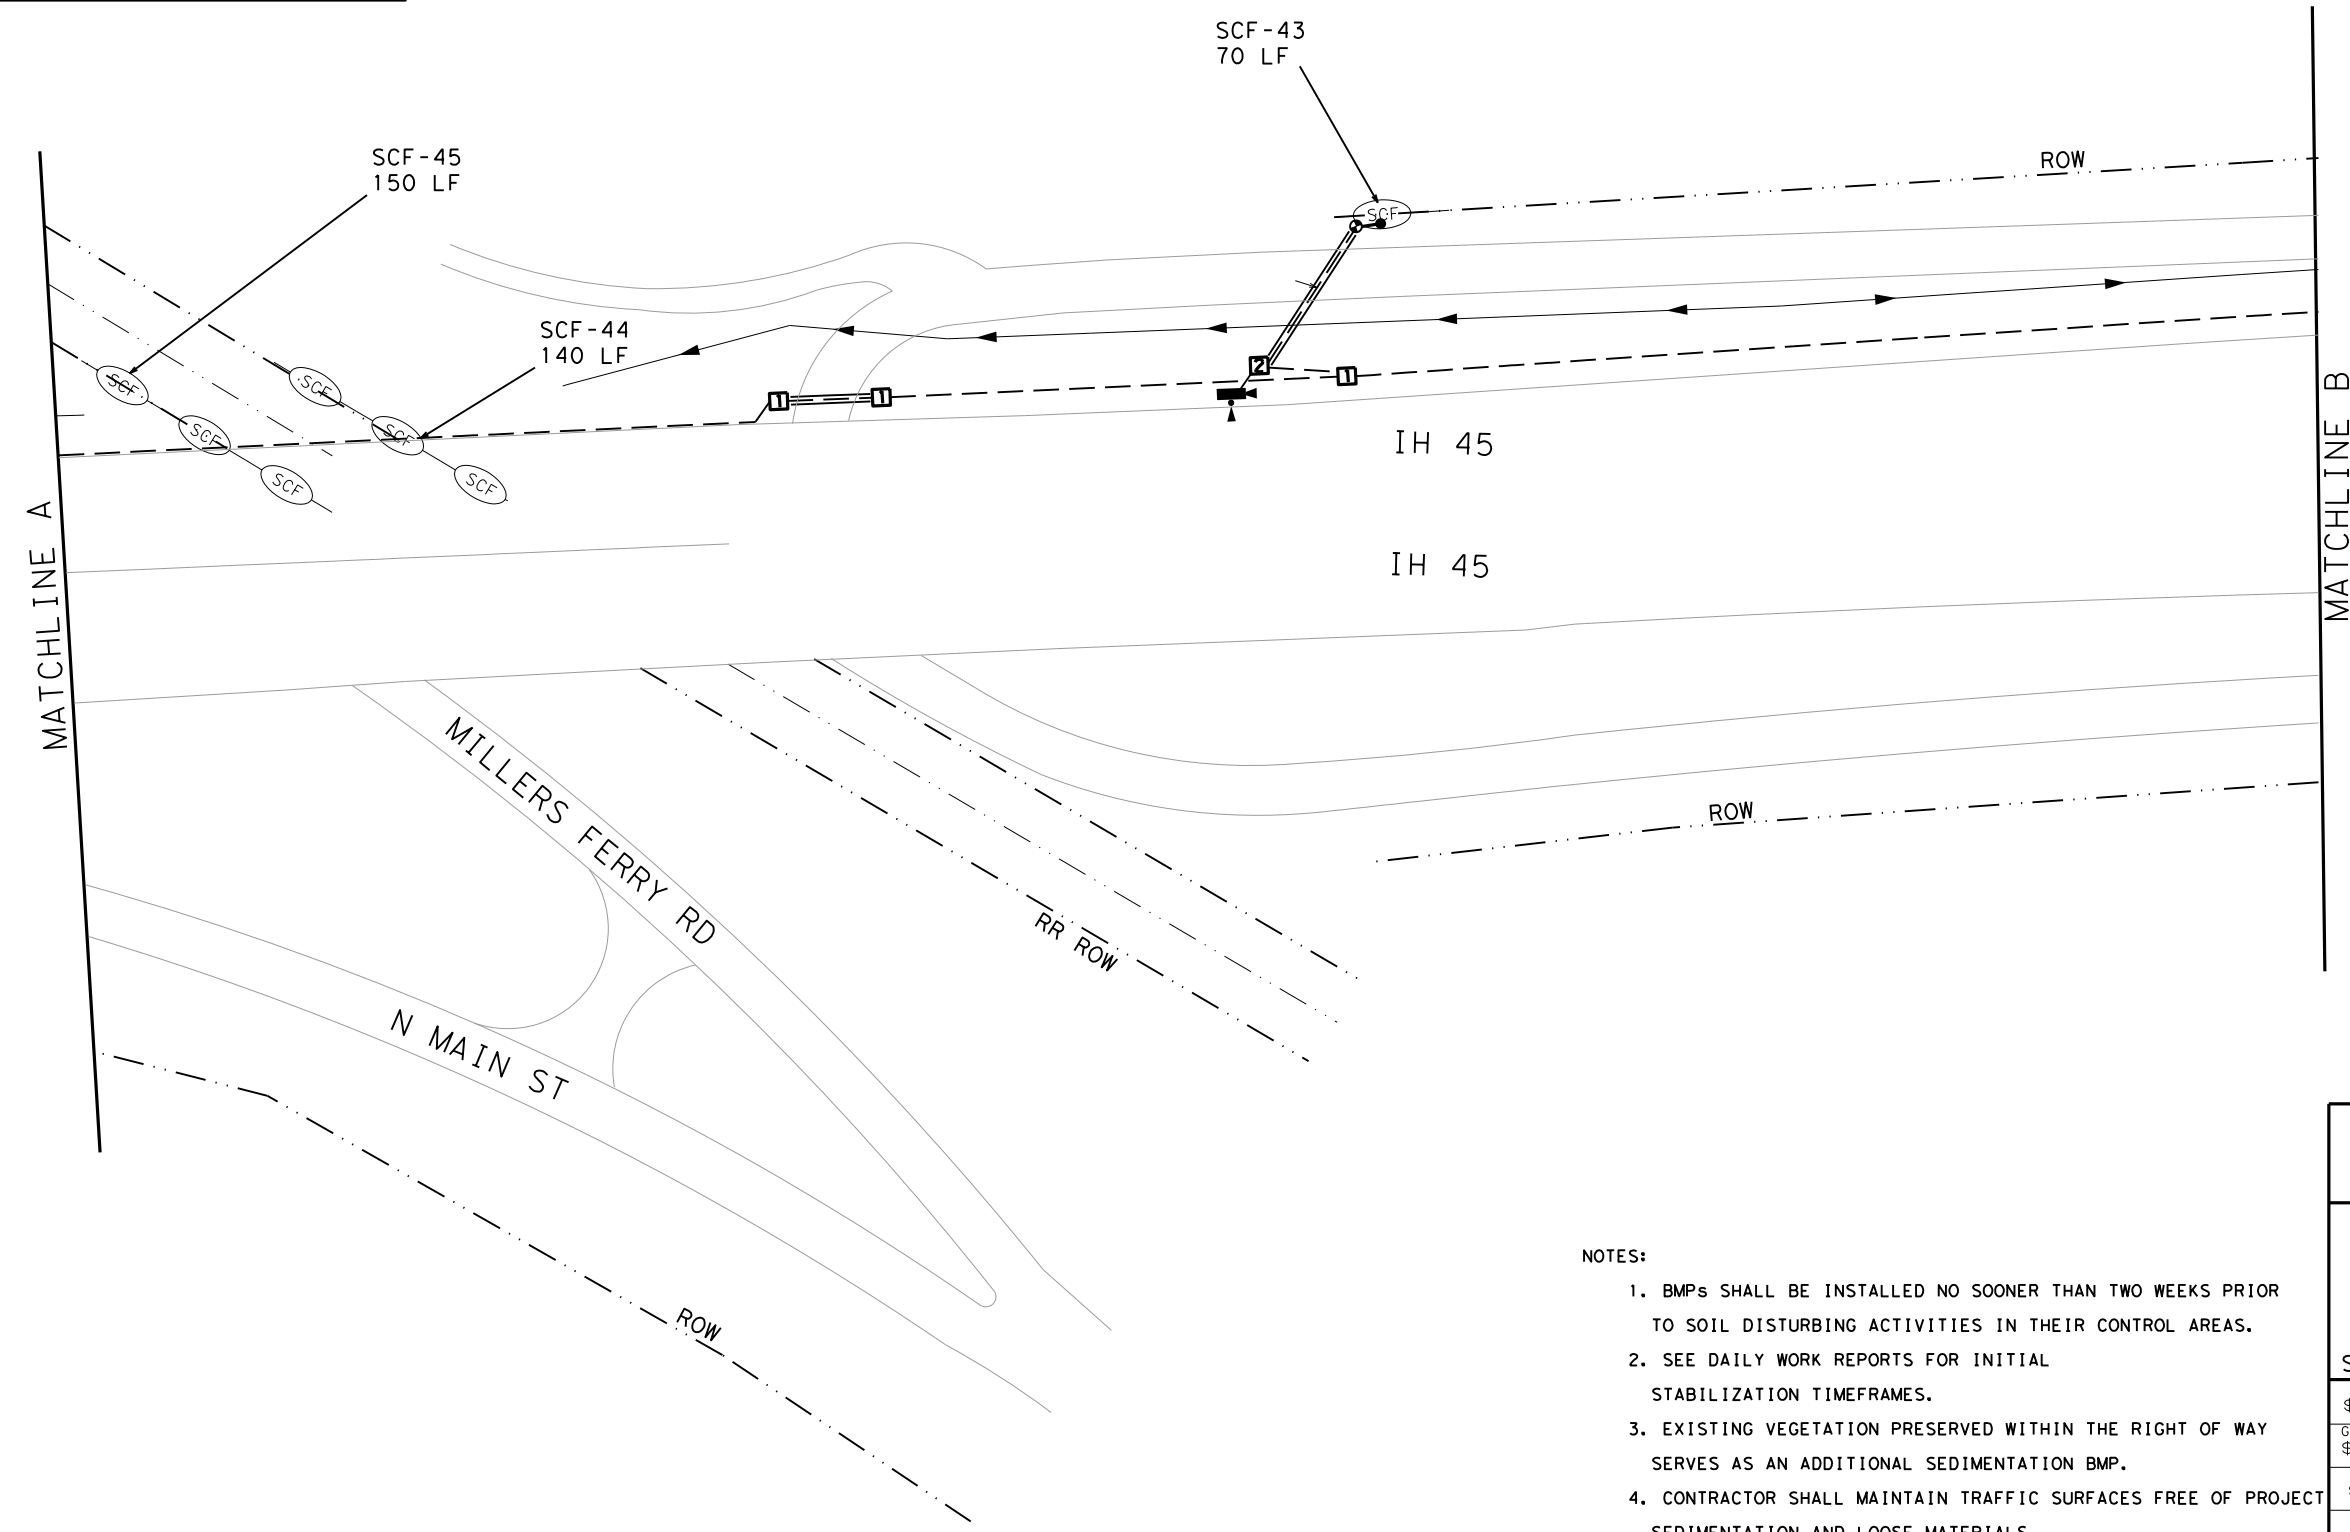 SCF-43
70 LF
ROW
SCF
SCF-45
150 LF
SCF-44
140 LF
SCF
SCF
SCF
SCF
SCF
SCF
2
1
1
1
IH 45
IH 45
MATCHLINE A
MATCHLINE B
MILLERS FERRY RD
ROW
RR ROW
N MAIN ST
ROW
NOTES:
1. BMPs SHALL BE INSTALLED NO SOONER THAN TWO WEEKS PRIOR
TO SOIL DISTURBING ACTIVITIES IN THEIR CONTROL AREAS.
2. SEE DAILY WORK REPORTS FOR INITIAL
STABILIZATION TIMEFRAMES.
3. EXISTING VEGETATION PRESERVED WITHIN THE RIGHT OF WAY
SERVES AS AN ADDITIONAL SEDIMENTATION BMP.
4. CONTRACTOR SHALL MAINTAIN TRAFFIC SURFACES FREE OF PROJECT
SEDIMENTATION AND LOOSE MATERIALS